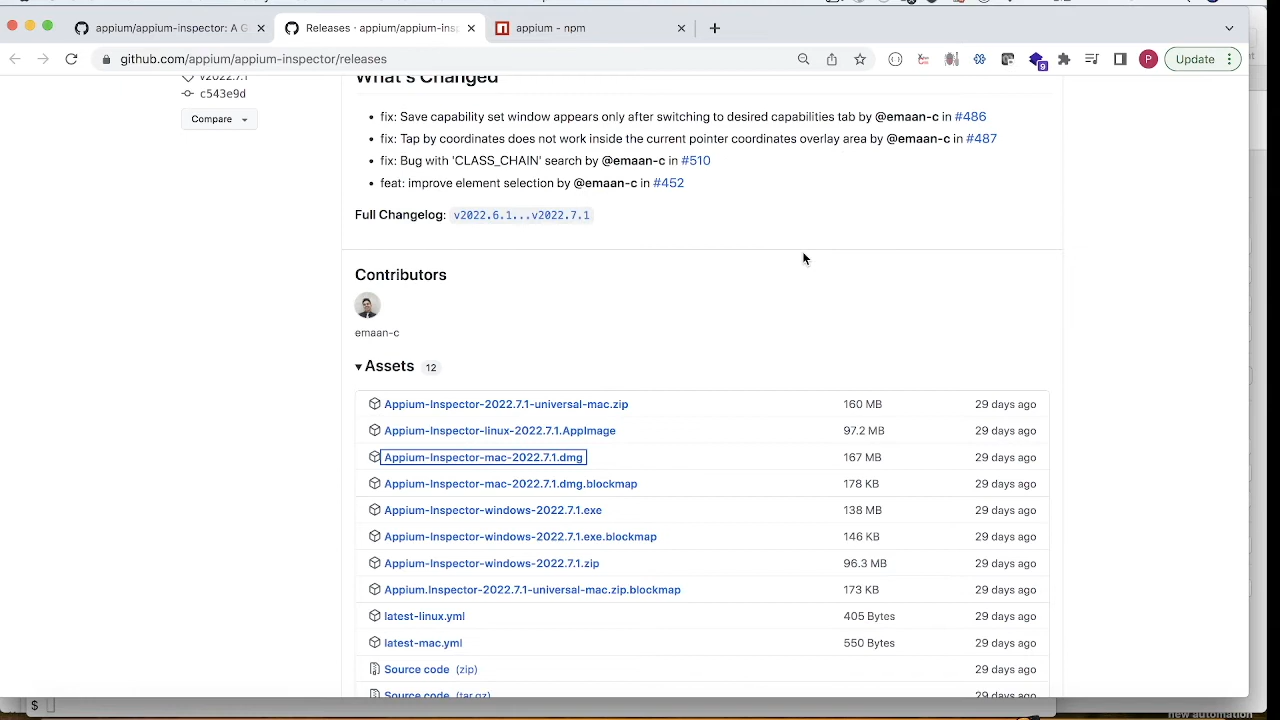 appium/appium-inspector: A G
Releases · appium/appium-insp
appium - npm
github.com/appium/appium-inspector/releases
9
P
Update
v2022.7.1
c543e9d
Compare
What's Changed
fix: Save capability set window appears only after switching to desired capabilities tab by @emaan-c in #486
fix: Tap by coordinates does not work inside the current pointer coordinates overlay area by @emaan-c in #487
fix: Bug with 'CLASS_CHAIN' search by @emaan-c in #510
feat: improve element selection by @emaan-c in #452
Full Changelog: v2022.6.1...v2022.7.1
Contributors
emaan-c
Assets 12
Appium-Inspector-2022.7.1-universal-mac.zip 160 MB 29 days ago
Appium-Inspector-linux-2022.7.1.AppImage 97.2 MB 29 days ago
Appium-Inspector-mac-2022.7.1.dmg 167 MB 29 days ago
Appium-Inspector-mac-2022.7.1.dmg.blockmap 178 KB 29 days ago
Appium-Inspector-windows-2022.7.1.exe 138 MB 29 days ago
Appium-Inspector-windows-2022.7.1.exe.blockmap 146 KB 29 days ago
Appium-Inspector-windows-2022.7.1.zip 96.3 MB 29 days ago
Appium.Inspector-2022.7.1-universal-mac.zip.blockmap 173 KB 29 days ago
latest-linux.yml 405 Bytes 29 days ago
latest-mac.yml 550 Bytes 29 days ago
Source code (zip) 29 days ago
Source code (tar.gz) 29 days ago
$
new automation